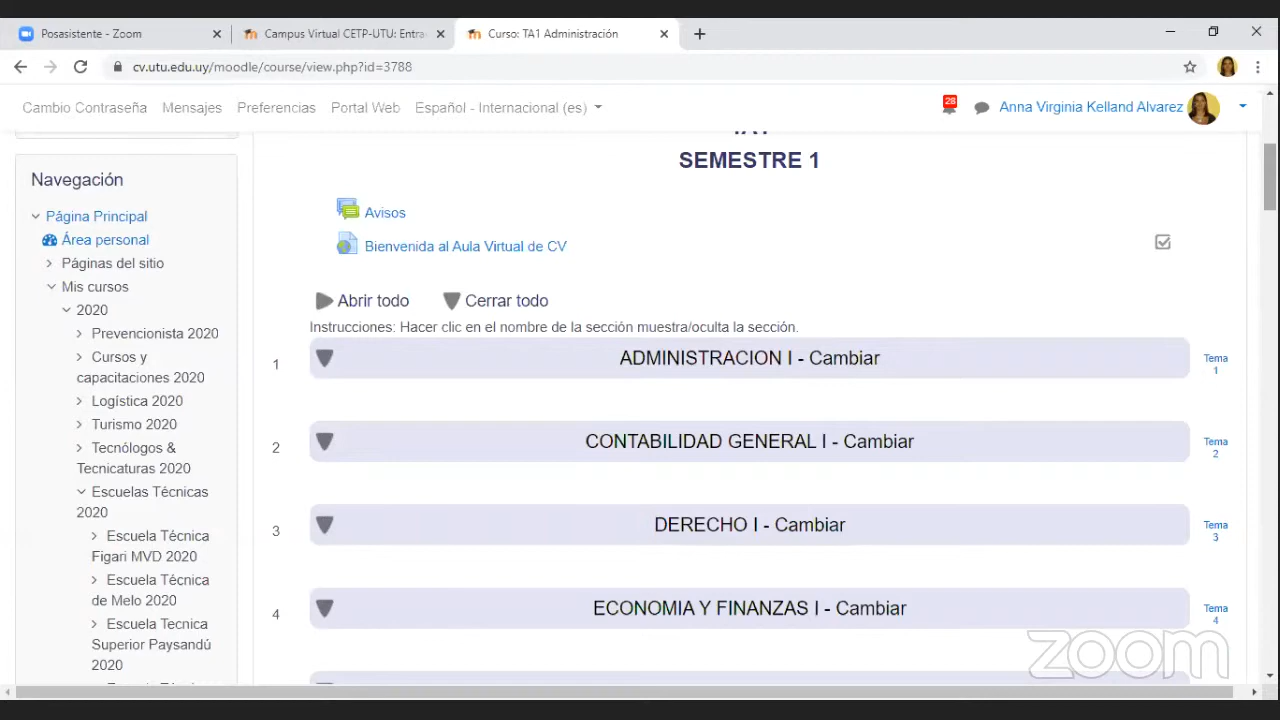 Posasistente - Zoom
Campus Virtual CETP-UTU: Entra
Curso: TA1 Administración
cv.utu.edu.uy/moodle/course/view.php?id=3788
Cambio Contraseña Mensajes Preferencias Portal Web Español - Internacional (es)
28
Anna Virginia Kelland Alvarez
Navegación
Página Principal
Área personal
Páginas del sitio
Mis cursos
2020
Prevencionista 2020
Cursos y
capacitaciones 2020
Logística 2020
Turismo 2020
Tecnólogos &
Tecnicaturas 2020
Escuelas Técnicas
2020
Escuela Técnica
Figari MVD 2020
Escuela Técnica
de Melo 2020
Escuela Tecnica
Superior Paysandú
2020
TA1
SEMESTRE 1
Avisos
Bienvenida al Aula Virtual de CV
Abrir todo Cerrar todo
Instrucciones: Hacer clic en el nombre de la sección muestra/oculta la sección.
1 ADMINISTRACION I - Cambiar
Tema
1
2 CONTABILIDAD GENERAL I - Cambiar
Tema
2
3 DERECHO I - Cambiar
Tema
3
4 ECONOMIA Y FINANZAS I - Cambiar
Tema
4
zoom